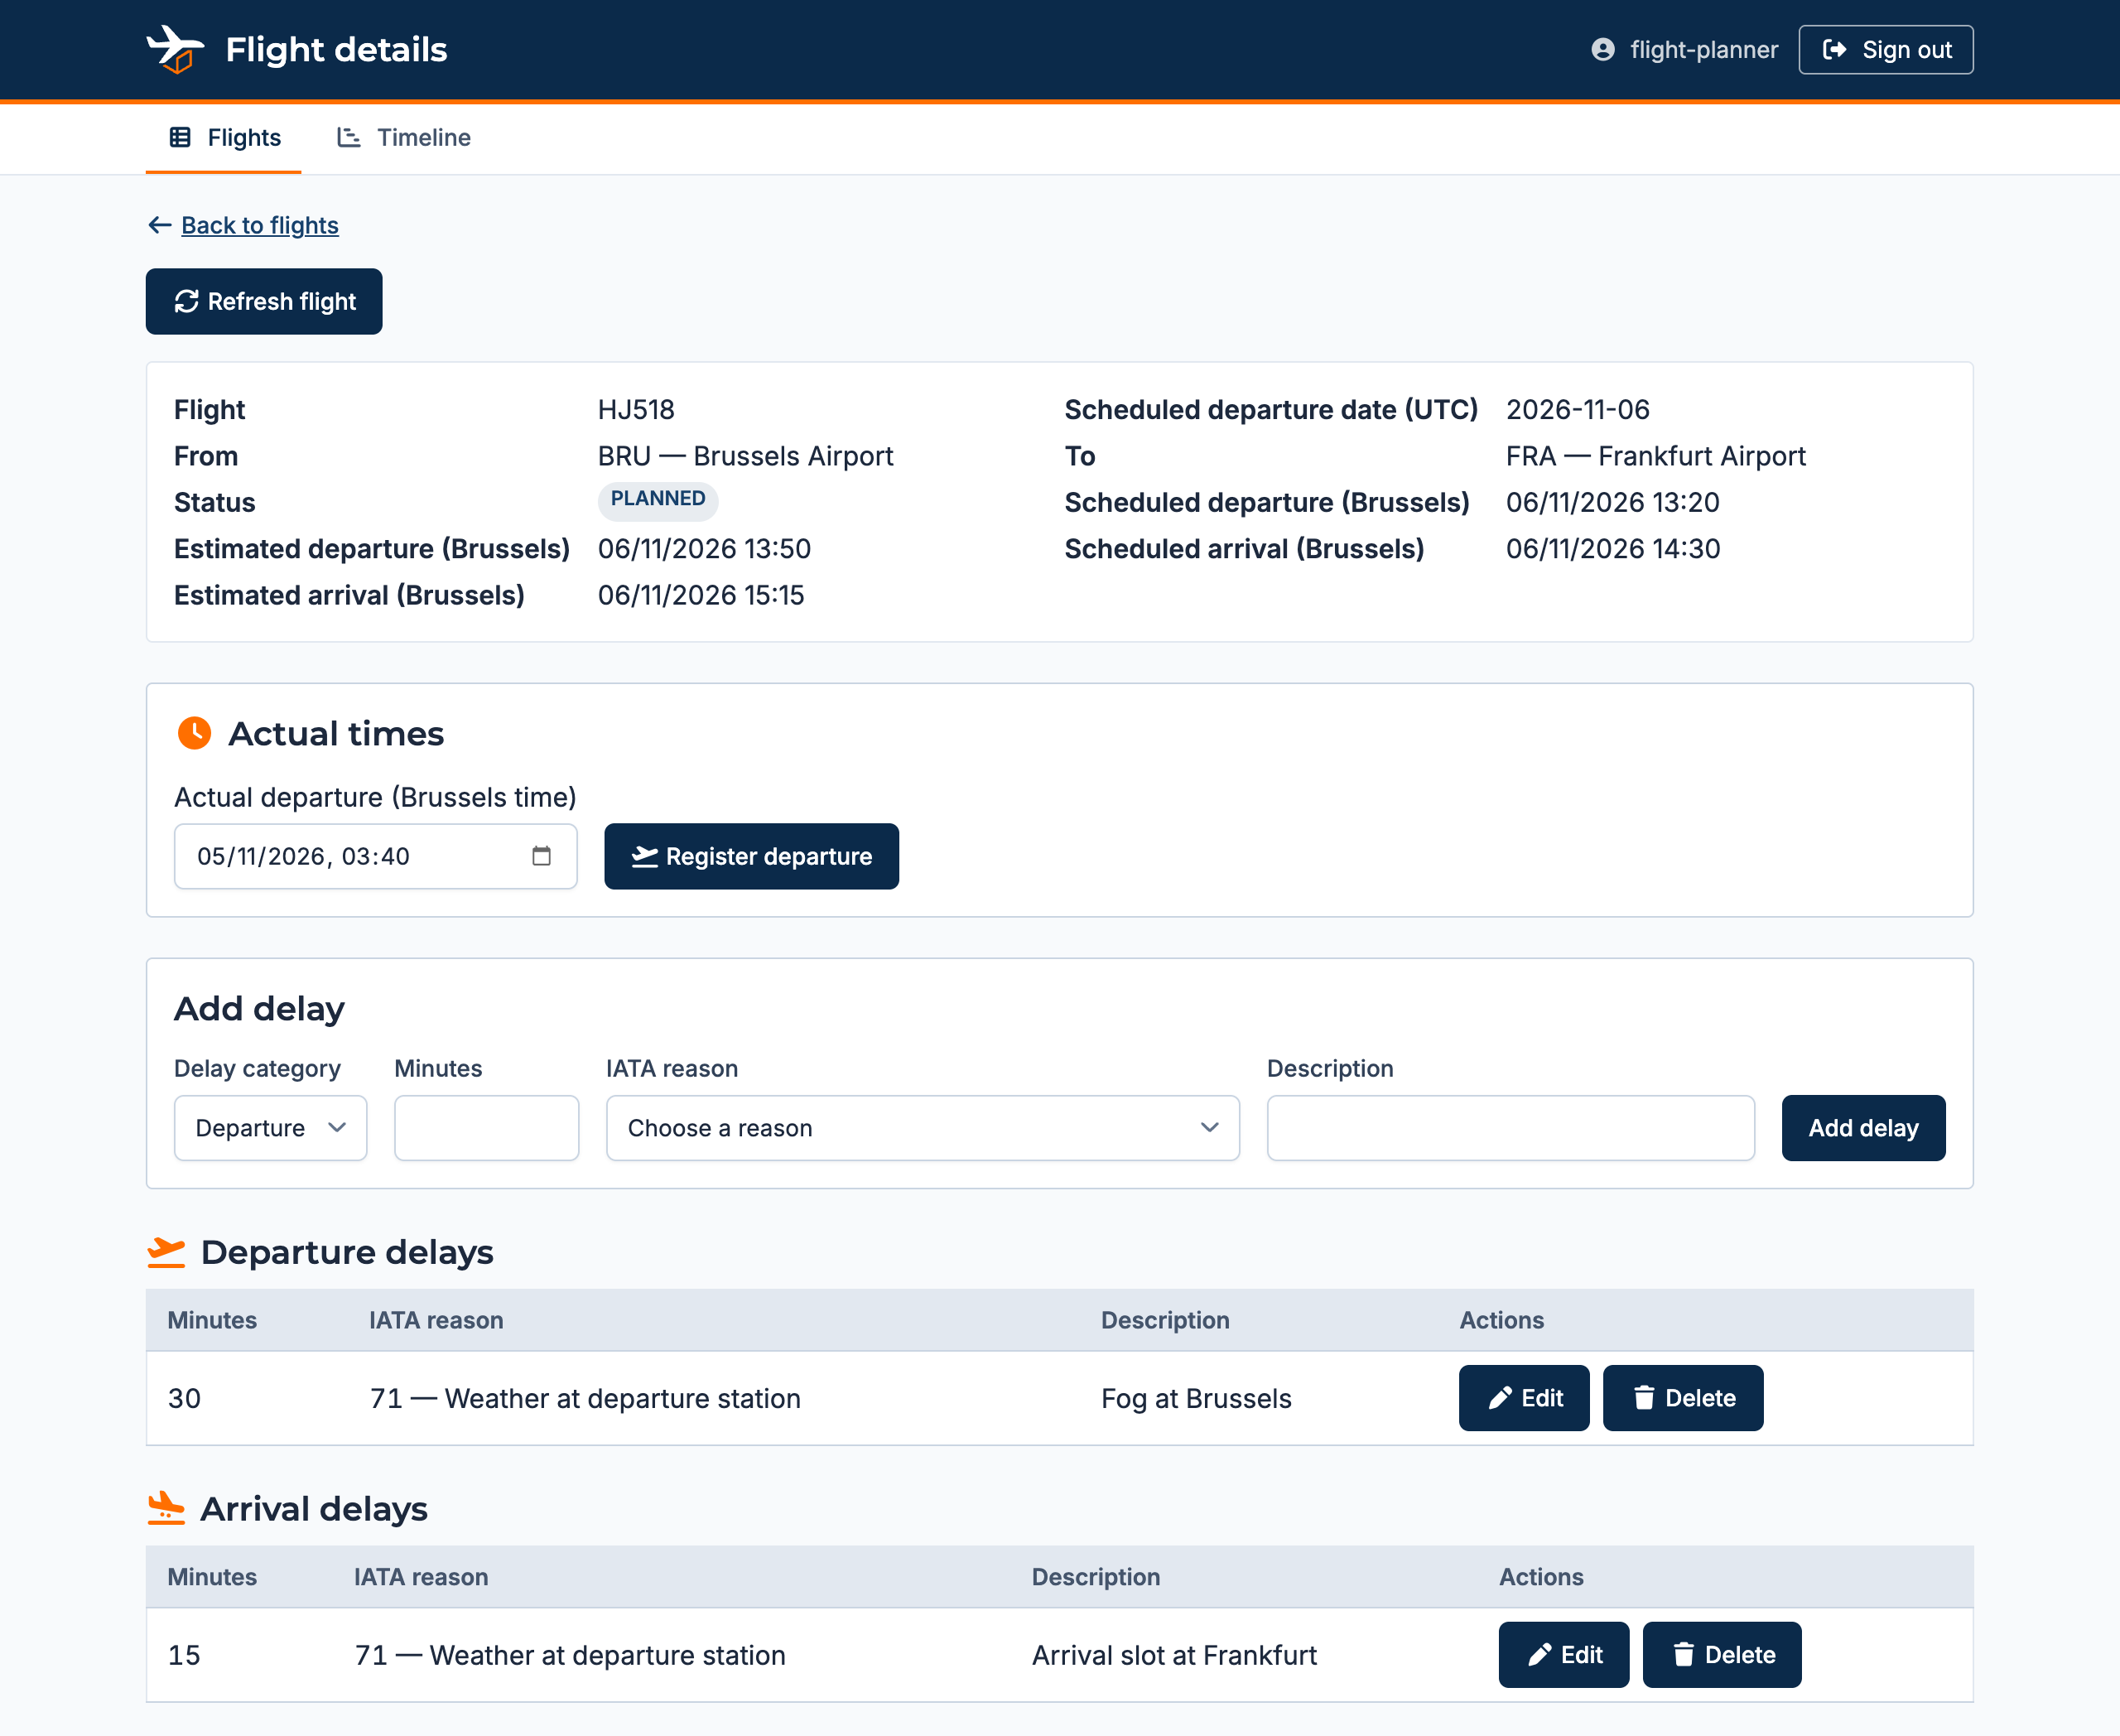 Flight details
flight-planner
Sign out
Flights
Timeline
Back to flights
Refresh flight
Flight HJ518 Scheduled departure date (UTC) 2026-11-06
From BRU — Brussels Airport To FRA — Frankfurt Airport
Status PLANNED Scheduled departure (Brussels) 06/11/2026 13:20
Estimated departure (Brussels) 06/11/2026 13:50 Scheduled arrival (Brussels) 06/11/2026 14:30
Estimated arrival (Brussels) 06/11/2026 15:15
Actual times
Actual departure (Brussels time)
05/11/2026, 03:40 Register departure
Add delay
Delay category Minutes IATA reason Description
Departure Choose a reason Add delay
Departure delays
Minutes IATA reason Description Actions
30 71 — Weather at departure station Fog at Brussels Edit Delete
Arrival delays
Minutes IATA reason Description Actions
15 71 — Weather at departure station Arrival slot at Frankfurt Edit Delete